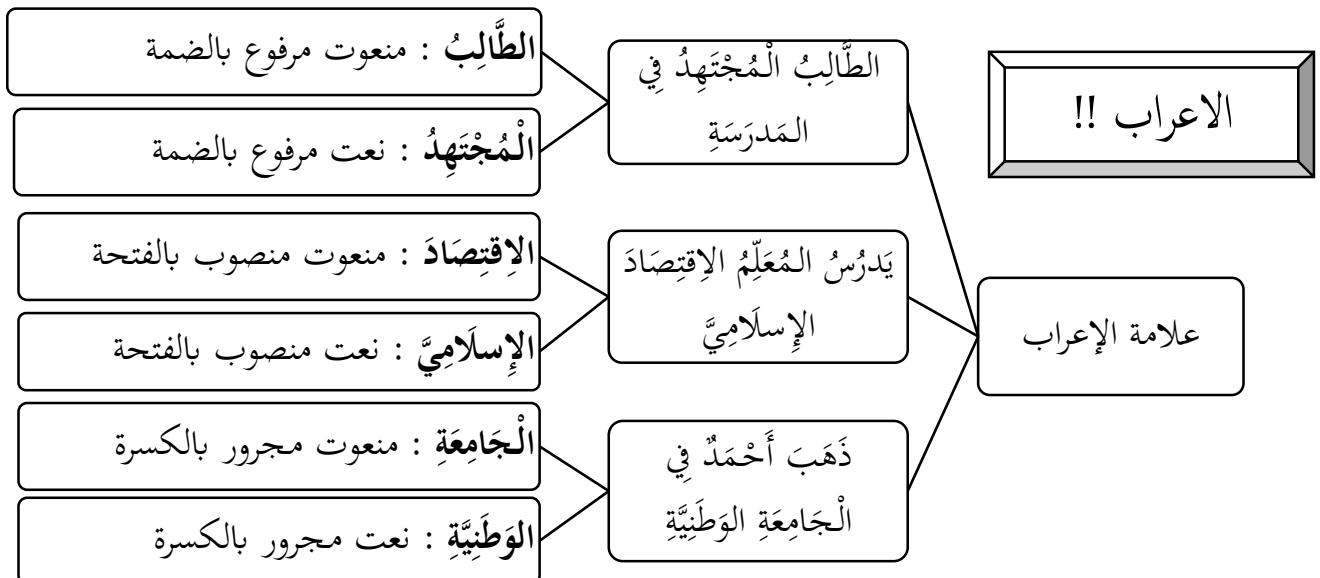 الاعراب !!
علامة الإعراب
الطَّالِبُ الْمُجْتَهِدُ فِي
المَدرَسَةِ
الطَّالِبُ : منعوت مرفوع بالضمة
الْمُجْتَهِدُ : نعت مرفوع بالضمة
يَدرُسُ المُعَلِّمُ الاِقتِصَادَ
الإِسلَامِيَّ
الاِقتِصَادَ : منعوت منصوب بالفتحة
الإِسلَامِيَّ : نعت منصوب بالفتحة
ذَهَبَ أَحْمَدٌ فِي
الْجَامِعَةِ الوَطَنِيَّةِ
الْجَامِعَةِ : منعوت مجرور بالكسرة
الوَطَنِيَّةِ : نعت مجرور بالكسرة